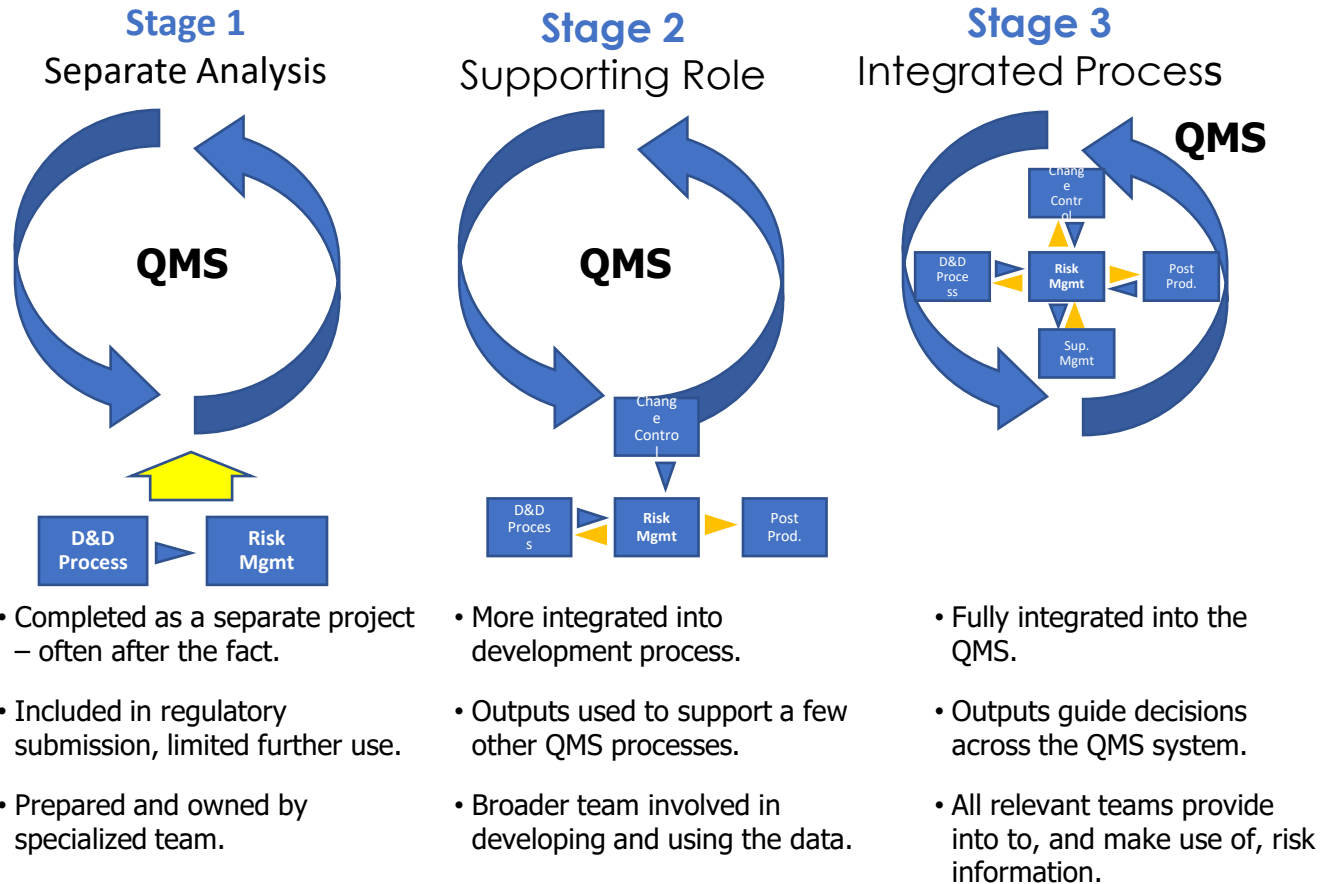 Stage 1
Separate Analysis
QMS
D&D
Process
Risk
Mgmt
• Completed as a separate project
– often after the fact.
• Included in regulatory
submission, limited further use.
• Prepared and owned by
specialized team.
Stage 2
Supporting Role
QMS
Chang
e
Contro
l
D&D
Proces
s
Risk
Mgmt
Post
Prod.
• More integrated into
development process.
• Outputs used to support a few
other QMS processes.
• Broader team involved in
developing and using the data.
Stage 3
Integrated Process
QMS
Chang
e
Contr
ol
D&D
Proce
ss
Risk
Mgmt
Post
Prod.
Sup.
Mgmt
• Fully integrated into the
QMS.
• Outputs guide decisions
across the QMS system.
• All relevant teams provide
into to, and make use of, risk
information.